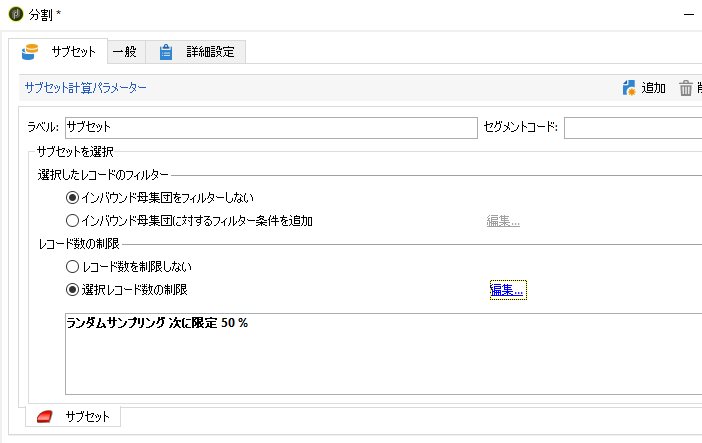 分割 *
サブセット 一般 詳細設定
サブセット計算パラメーター 追加
ラベル: サブセット セグメントコード:
サブセットを選択
選択したレコードのフィルター
インバウンド母集団をフィルターしない
インバウンド母集団に対するフィルター条件を追加 編集...
レコード数の制限
レコード数を制限しない
選択レコード数の制限 編集...
ランダムサンプリング 次に限定 50 %
サブセット